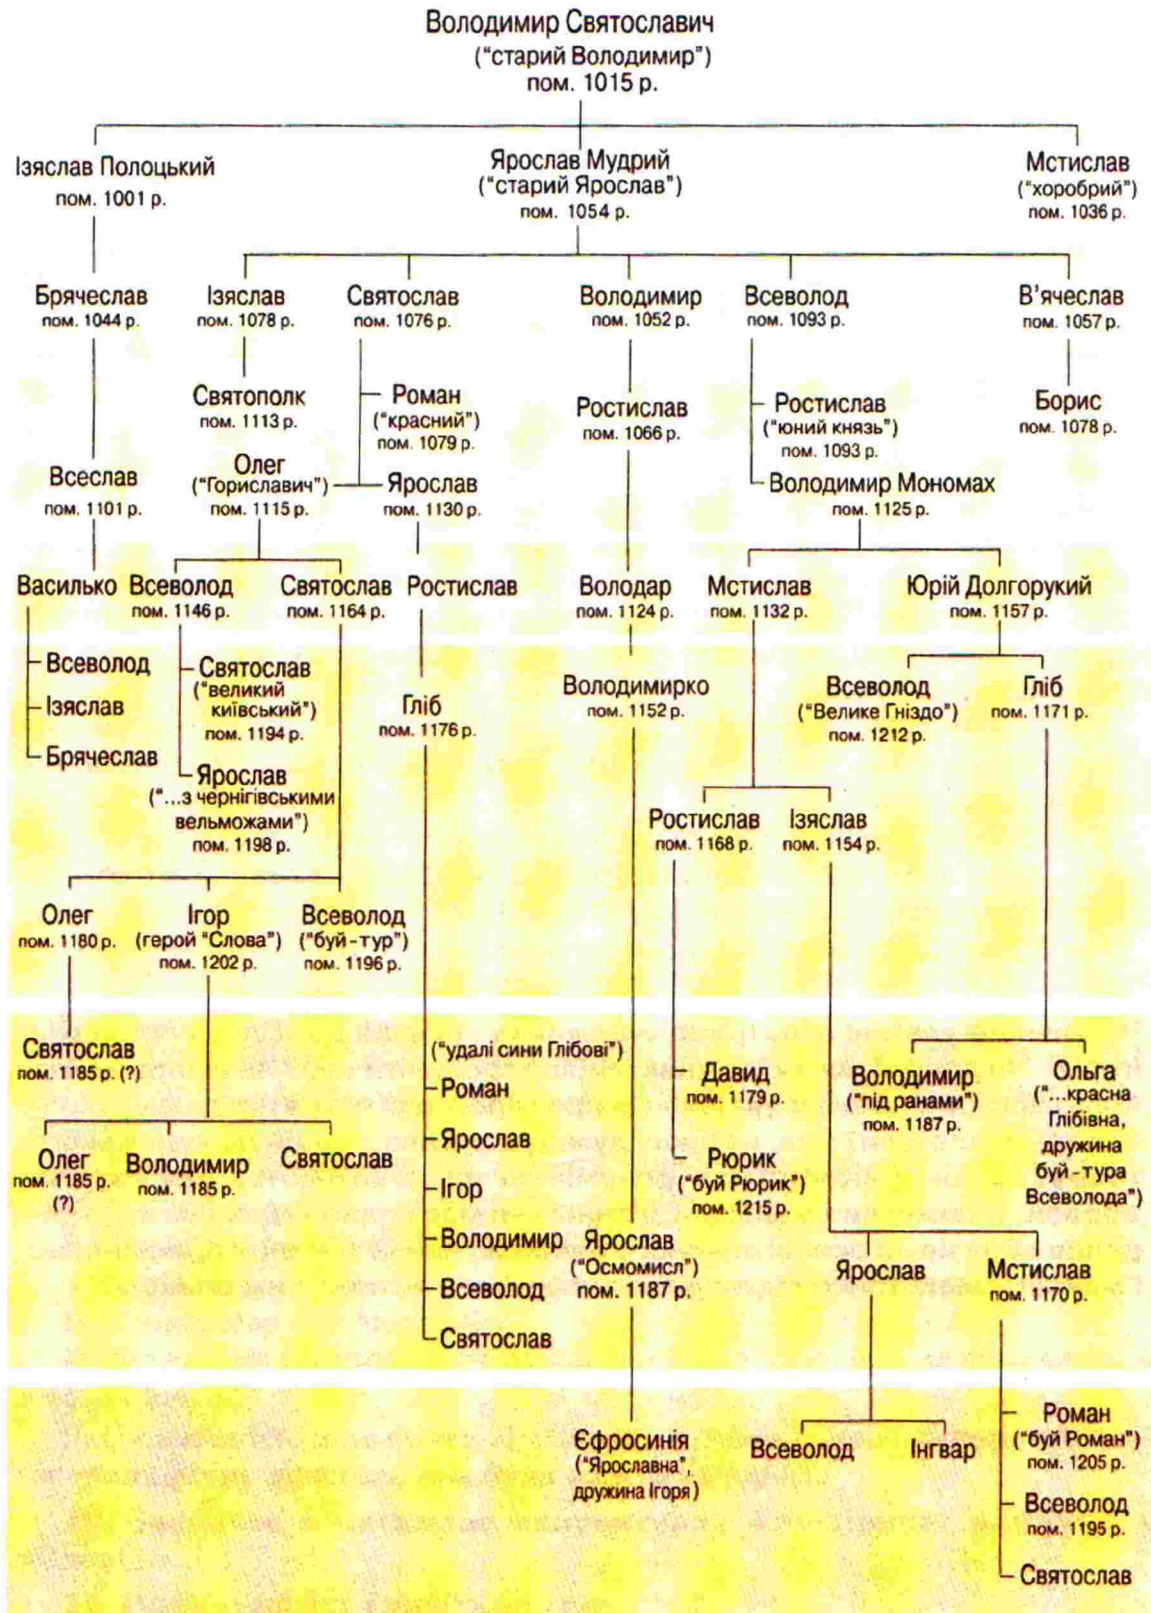 Володимир Святославич
(“старий Володимир”)
пом. 1015 р.
Ізяслав Полоцький
пом. 1001 р.
Ярослав Мудрий
(“старий Ярослав”)
пом. 1054 р.
Мстислав
(“хоробрий”)
пом. 1036 р.
Брячеслав
пом. 1044 р.
Ізяслав
пом. 1078 р.
Святослав
пом. 1076 р.
Володимир
пом. 1052 р.
Всеволод
пом. 1093 р.
В’ячеслав
пом. 1057 р.
Святополк
пом. 1113 р.
Роман
(“красний”)
пом. 1079 р.
Ростислав
пом. 1066 р.
Ростислав
(“юний князь”)
пом. 1093 р.
Борис
пом. 1078 р.
Всеслав
пом. 1101 р.
Олег
(“Гориславич”)
пом. 1115 р.
Ярослав
пом. 1130 р.
Володимир Мономах
пом. 1125 р.
Василько
Всеволод
пом. 1146 р.
Святослав
пом. 1164 р.
Ростислав
Володар
пом. 1124 р.
Мстислав
пом. 1132 р.
Юрій Долгорукий
пом. 1157 р.
Всеволод
Ізяслав
Брячеслав
Святослав
(“великий
київський”)
пом. 1194 р.
Ярослав
(“...з чернігівськими
вельможами”)
пом. 1198 р.
Гліб
пом. 1176 р.
Володимирко
пом. 1152 р.
Всеволод
(“Велике Гніздо”)
пом. 1212 р.
Гліб
пом. 1171 р.
Ростислав
пом. 1168 р.
Ізяслав
пом. 1154 р.
Олег
пом. 1180 р.
Ігор
(герой “Слова”)
пом. 1202 р.
Всеволод
(“буй-тур”)
пом. 1196 р.
Святослав
пом. 1185 р. (?)
Олег
пом. 1185 р.
(?)
Володимир
пом. 1185 р.
Святослав
(“удалі сини Глібові”)
Роман
Ярослав
Ігор
Володимир
Всеволод
Святослав
Давид
пом. 1179 р.
Рюрик
(“буй Рюрик”)
пом. 1215 р.
Володимир
(“під ранами”)
пом. 1187 р.
Ольга
(“...красна
Глібівна,
дружина
буй-тура
Всеволода”)
Ярослав
(“Осмомисл”)
пом. 1187 р.
Ярослав
Мстислав
пом. 1170 р.
Єфросинія
(“Ярославна”,
дружина Ігоря)
Всеволод
Інгвар
Роман
(“буй Роман”)
пом. 1205 р.
Всеволод
пом. 1195 р.
Святослав